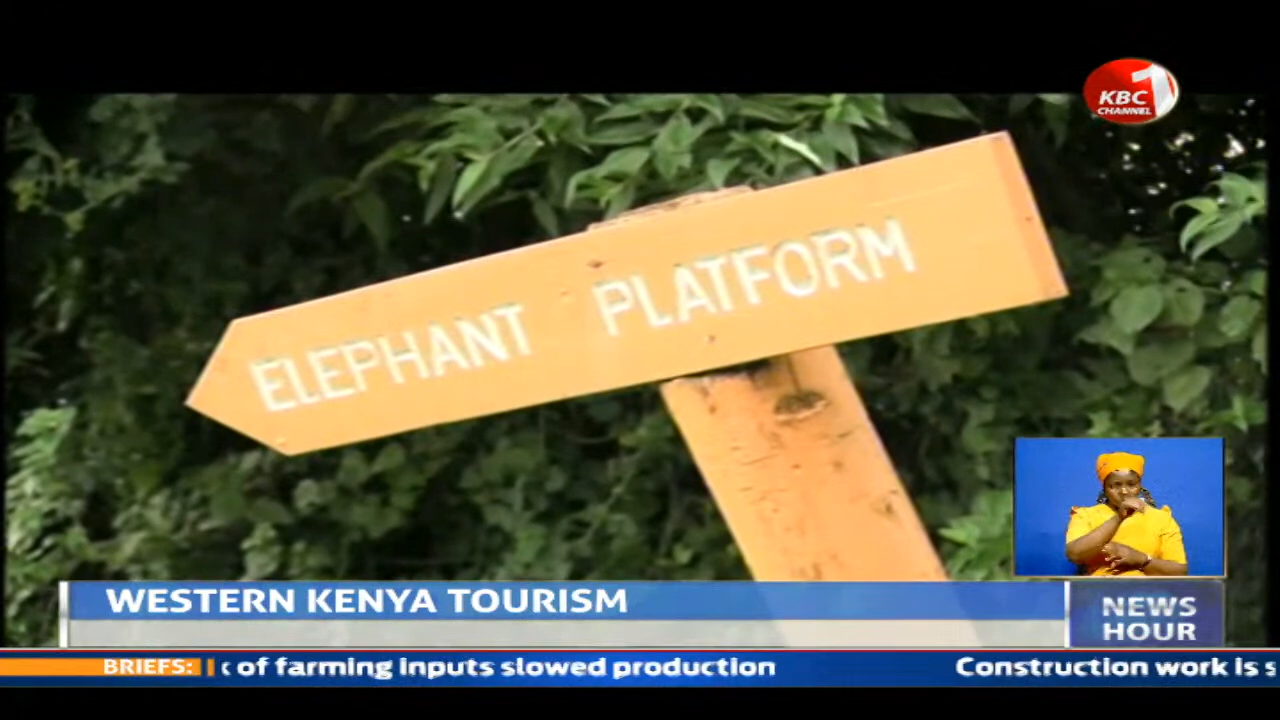 KBC 1
CHANNEL
ELEPHANT PLATFORM
WESTERN KENYA TOURISM
NEWS
HOUR
BRIEFS: of farming inputs slowed production Construction work is